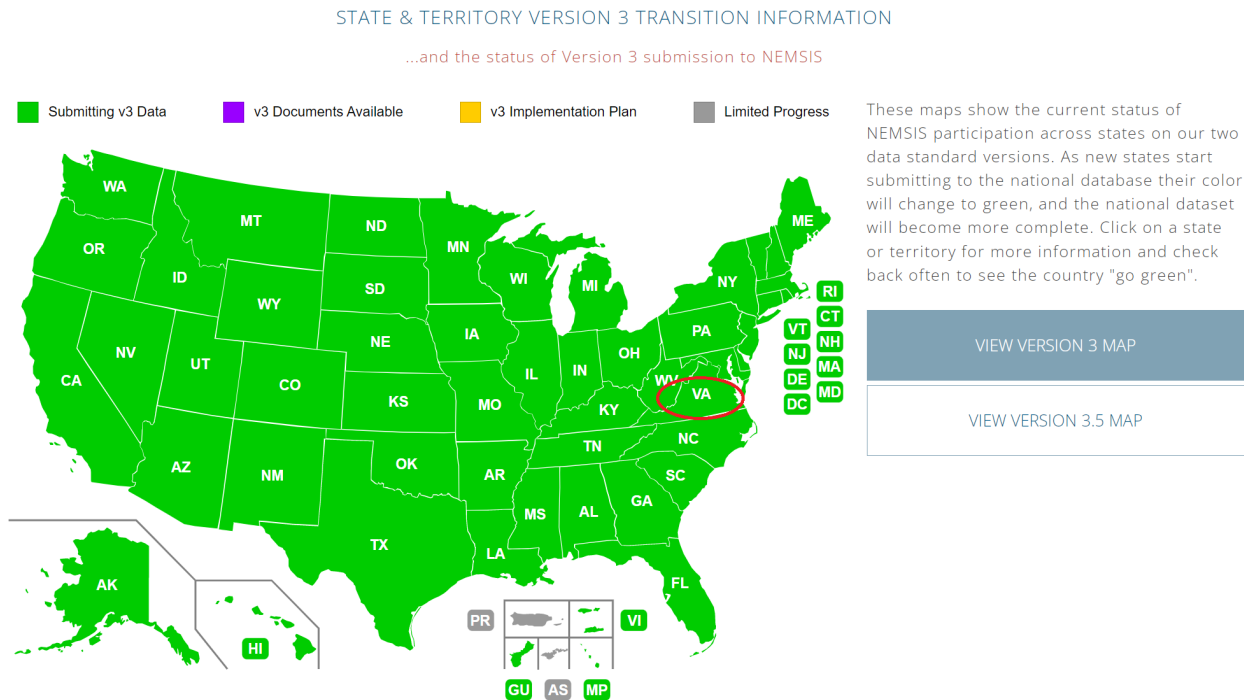 STATE & TERRITORY VERSION 3 TRANSITION INFORMATION
...and the status of Version 3 submission to NEMSIS
Submitting v3 Data
v3 Documents Available
v3 Implementation Plan
Limited Progress
These maps show the current status of
NEMSIS participation across states on our two
data standard versions. As new states start
submitting to the national database their color
will change to green, and the national dataset
will become more complete. Click on a state
or territory for more information and check
back often to see the country "go green".
VIEW VERSION 3 MAP
VIEW VERSION 3.5 MAP
WA
MT
ND
MN
ME
OR
ID
SD
WI
MI
NY
WY
RI
CT
VT
NH
NJ
MA
DE
MD
DC
IA
PA
NE
NV
UT
OH
IL
IN
CO
CA
WV
VA
KS
MO
KY
NC
TN
OK
AZ
NM
AR
SC
MS
AL
GA
TX
LA
FL
AK
HI
PR
VI
GU
AS
MP